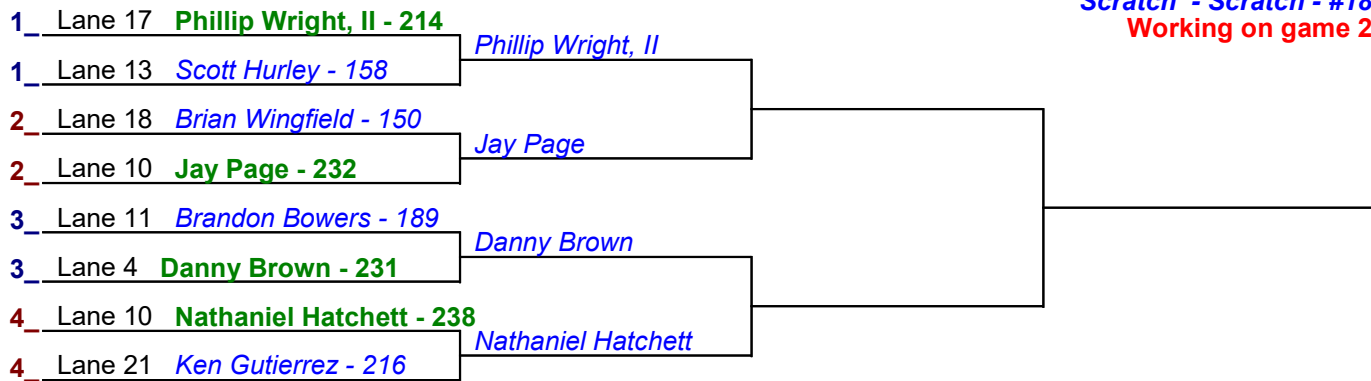 Scratch - Scratch - #18
Working on game 2
1_ Lane 17 Phillip Wright, II - 214
Phillip Wright, II
1_ Lane 13 Scott Hurley - 158
2_ Lane 18 Brian Wingfield - 150
Jay Page
2_ Lane 10 Jay Page - 232
3_ Lane 11 Brandon Bowers - 189
Danny Brown
3_ Lane 4 Danny Brown - 231
4_ Lane 10 Nathaniel Hatchett - 238
Nathaniel Hatchett
4_ Lane 21 Ken Gutierrez - 216